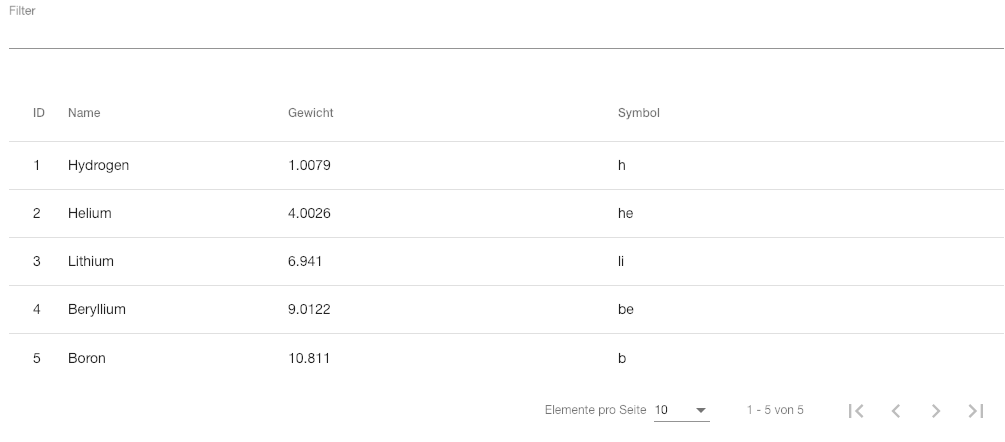 Filter
ID Name Gewicht Symbol
1 Hydrogen 1.0079 h
2 Helium 4.0026 he
3 Lithium 6.941 li
4 Beryllium 9.0122 be
5 Boron 10.811 b
Elemente pro Seite 10 1 - 5 von 5